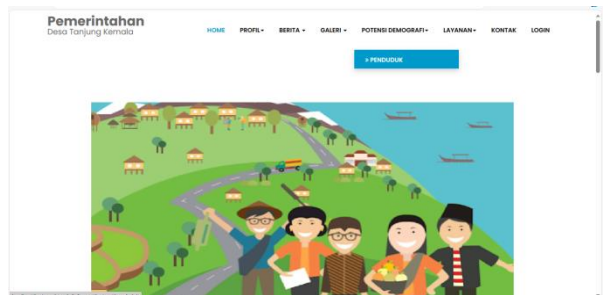 Pemerintahan
Desa Tanjung Kemala
HOME PROFIL BERITA GALERI POTENSI DEMOGRAFI LAYANAN KONTAK LOGIN
» PENDUDUK